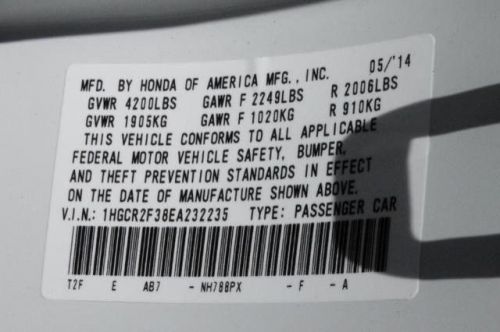 MFD. BY HONDA OF AMERICA MFG., INC. 05/'14
GVWR 4200LBS GAWR F 2249LBS R 2006LBS
GVWR 1905KG GAWR F 1020KG R 910KG
THIS VEHICLE CONFORMS TO ALL APPLICABLE
FEDERAL MOTOR VEHICLE SAFETY, BUMPER,
AND THEFT PREVENTION STANDARDS IN EFFECT
ON THE DATE OF MANUFACTURE SHOWN ABOVE.
V.I.N.: 1HGCR2F38EA232235 TYPE: PASSENGER CAR
T2F E AB7 - NH788PX - F - A